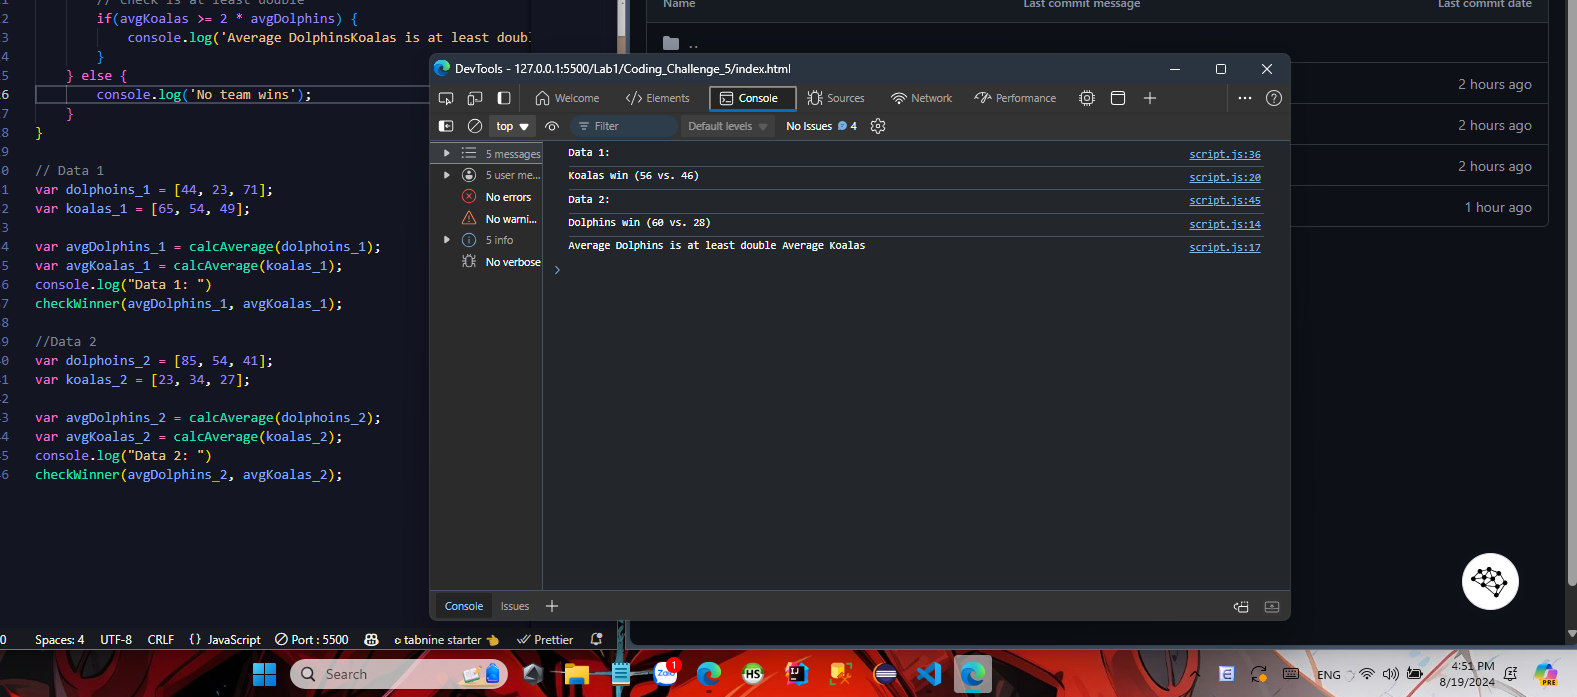 // check is at least double
2 if(avgKoalas >= 2 * avgDolphins) {
3 console.log('Average DolphinsKoalas is at least doubl
4 }
5 } else {
6 console.log('No team wins');
7 }
8 }
9
0 // Data 1
1 var dolphoins_1 = [44, 23, 71];
2 var koalas_1 = [65, 54, 49];
4 var avgDolphins_1 = calcAverage(dolphoins_1);
5 var avgKoalas_1 = calcAverage(koalas_1);
6 console.log("Data 1: ")
7 checkWinner(avgDolphins_1, avgKoalas_1);
8
9 //Data 2
0 var dolphoins_2 = [85, 54, 41];
1 var koalas_2 = [23, 34, 27];
2
3 var avgDolphins_2 = calcAverage(dolphoins_2);
4 var avgKoalas_2 = calcAverage(koalas_2);
5 console.log("Data 2: ")
6 checkWinner(avgDolphins_2, avgKoalas_2);
0 Spaces: 4 UTF-8 CRLF {} JavaScript Port : 5500 tabnine starter Prettier
Name Last commit message Last commit date
..
2 hours ago
2 hours ago
2 hours ago
1 hour ago
DevTools - 127.0.0.1:5500/Lab1/Coding_Challenge_5/index.html
Welcome Elements Console Sources Network Performance
top Filter Default levels No Issues 4
5 messages
5 user me...
No errors
No warni...
5 info
No verbose
Data 1: script.js:36
Koalas win (56 vs. 46) script.js:20
Data 2: script.js:45
Dolphins win (60 vs. 28) script.js:14
Average Dolphins is at least double Average Koalas script.js:17
Console Issues
Search
Zalo
1
HS
ENG
4:51 PM
8/19/2024
PRE